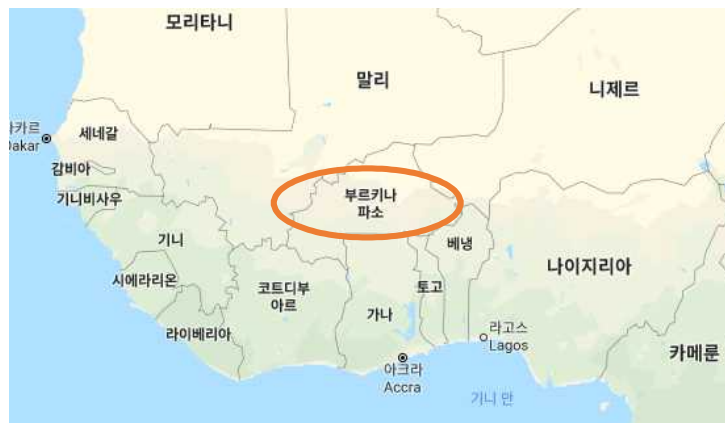 모리타니
말리
니제르
다카르
Dakar
세네갈
감비아
기니비사우
부르키나
파소
기니
베냉
나이지리아
시에라리온
코트디부
아르
토고
가나
라이베리아
라고스
Lagos
카메룬
아크라
Accra
기니 만